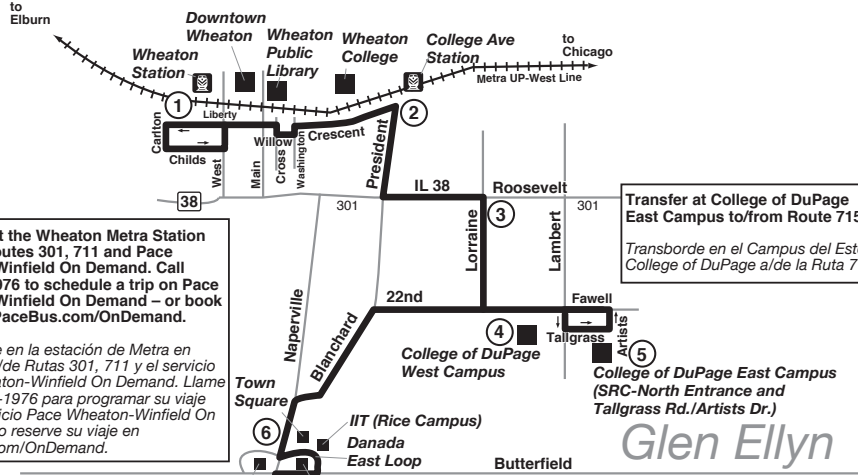 to
Elburn
Downtown
Wheaton
Wheaton
Station
Wheaton
Public
Library
Wheaton
College
College Ave
Station
to
Chicago
Metra UP-West Line
1
Liberty
2
Carlton
Willow
Crescent
Childs
West
Main
Cross
Washington
President
38
IL 38
Roosevelt
301
301
3
Lorraine
Lambert
Transfer at College of DuPage
East Campus to/from Route 715
Transborde en el Campus del Este
College of DuPage a/de la Ruta 7
t the Wheaton Metra Station
utes 301, 711 and Pace
Winfield On Demand. Call
976 to schedule a trip on Pace
Winfield On Demand – or book
PaceBus.com/OnDemand.
e en la estación de Metra en
/de Rutas 301, 711 y el servicio
aton-Winfield On Demand. Llame
-1976 para programar su viaje
icio Pace Wheaton-Winfield On
o reserve su viaje en
com/OnDemand.
Naperville
Blanchard
22nd
Fawell
4
Tallgrass
Artists
5
College of DuPage
West Campus
College of DuPage East Campus
(SRC-North Entrance and
Tallgrass Rd./Artists Dr.)
Town
Square
6
IIT (Rice Campus)
Danada
East Loop
Butterfield
Glen Ellyn